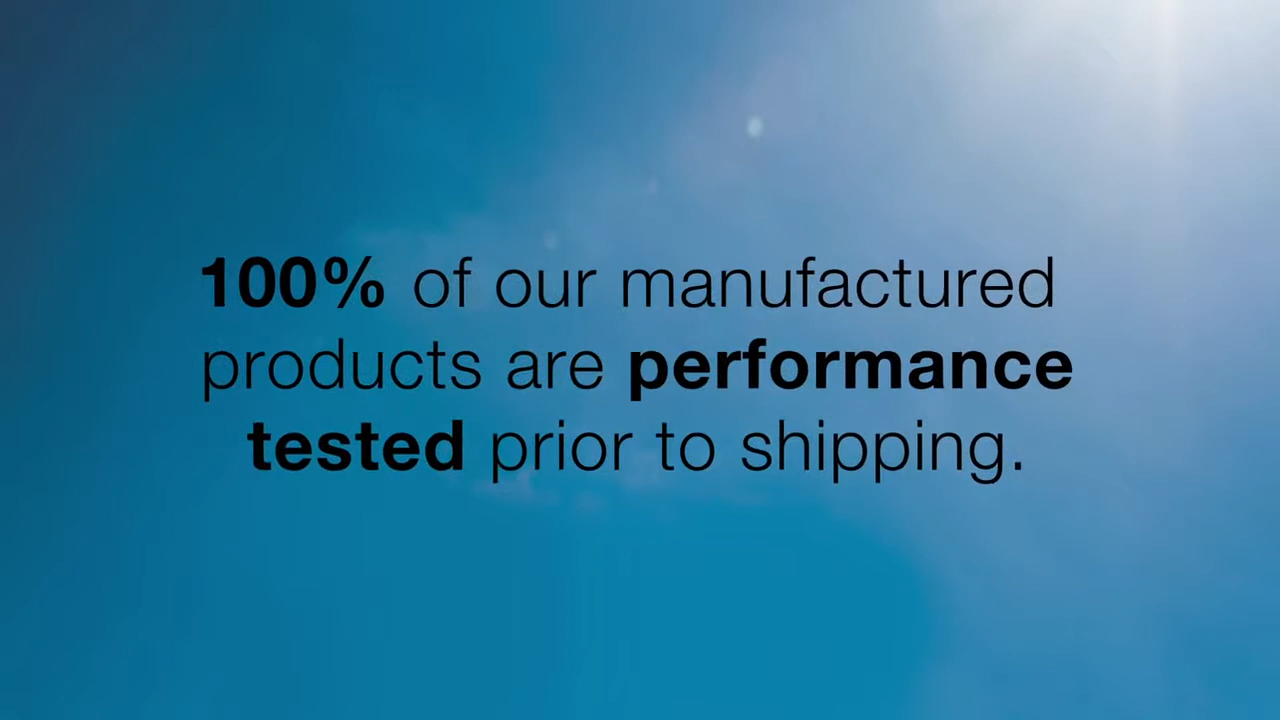 100% of our manufactured
products are performance
tested prior to shipping.